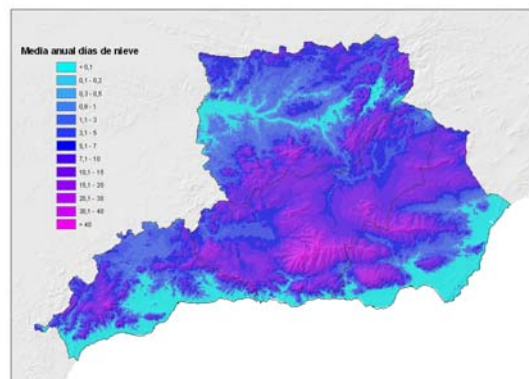 Media anual días de nieve
< 0,1
0,1 - 0,2
0,3 - 0,5
0,6 - 1
1,1 - 3
3,1 - 5
5,1 - 7
7,1 - 10
10,1 - 15
15,1 - 20
20,1 - 30
30,1 - 40
> 40